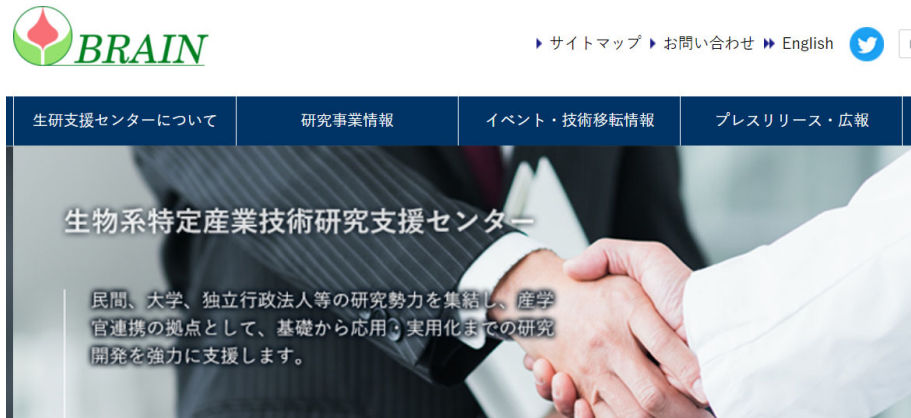 BRAIN
サイトマップ
お問い合わせ
English
生研支援センターについて
研究事業情報
イベント・技術移転情報
プレスリリース・広報
生物系特定産業技術研究支援センター
民間、大学、独立行政法人等の研究勢力を集結し、産学
官連携の拠点として、基礎から応用・実用化までの研究
開発を強力に支援します。